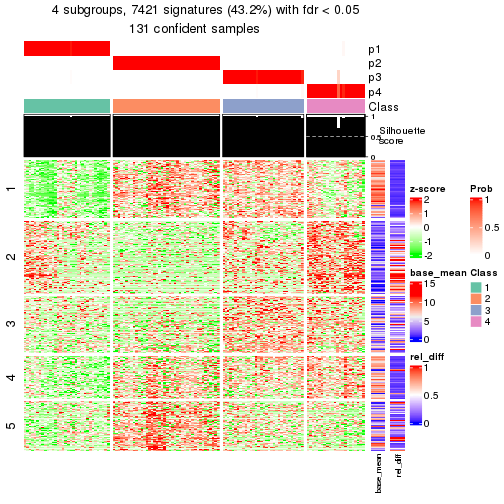 4 subgroups, 7421 signatures (43.2%) with fdr < 0.05
131 confident samples
p1
p2
p3
p4
Class
1
0.5
0
Silhouette
score
1
2
3
4
5
z-score
2
1
0
-1
-2
Prob
1
0.5
0
base_mean
15
10
5
0
Class
1
2
3
4
rel_diff
1
0.5
0
base_mean
rel_diff